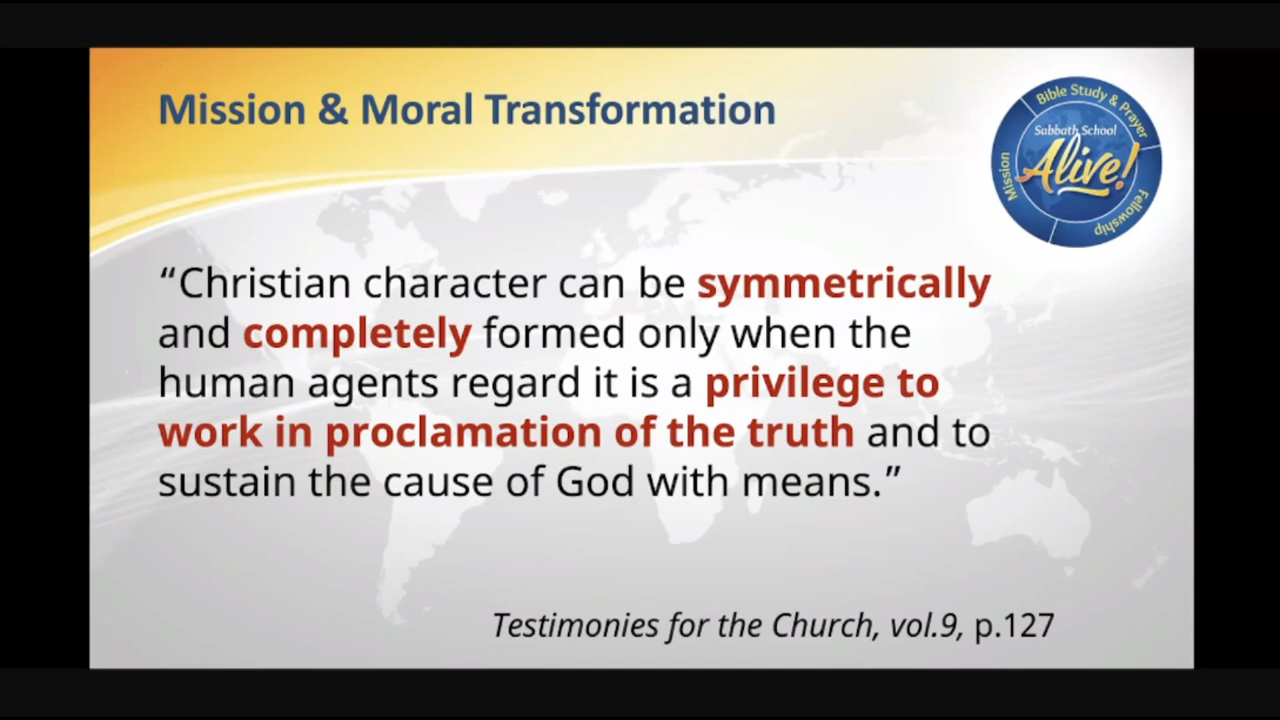 Mission & Moral Transformation
Bible Study & Prayer
Sabbath School
Alive!
Mission
Fellowship
“Christian character can be symmetrically
and completely formed only when the
human agents regard it is a privilege to
work in proclamation of the truth and to
sustain the cause of God with means.”
Testimonies for the Church, vol.9, p.127